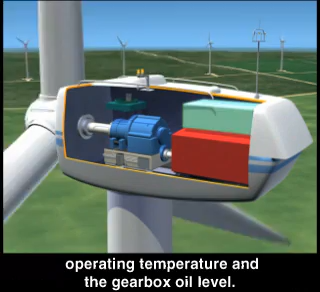 operating temperature and
the gearbox oil level.